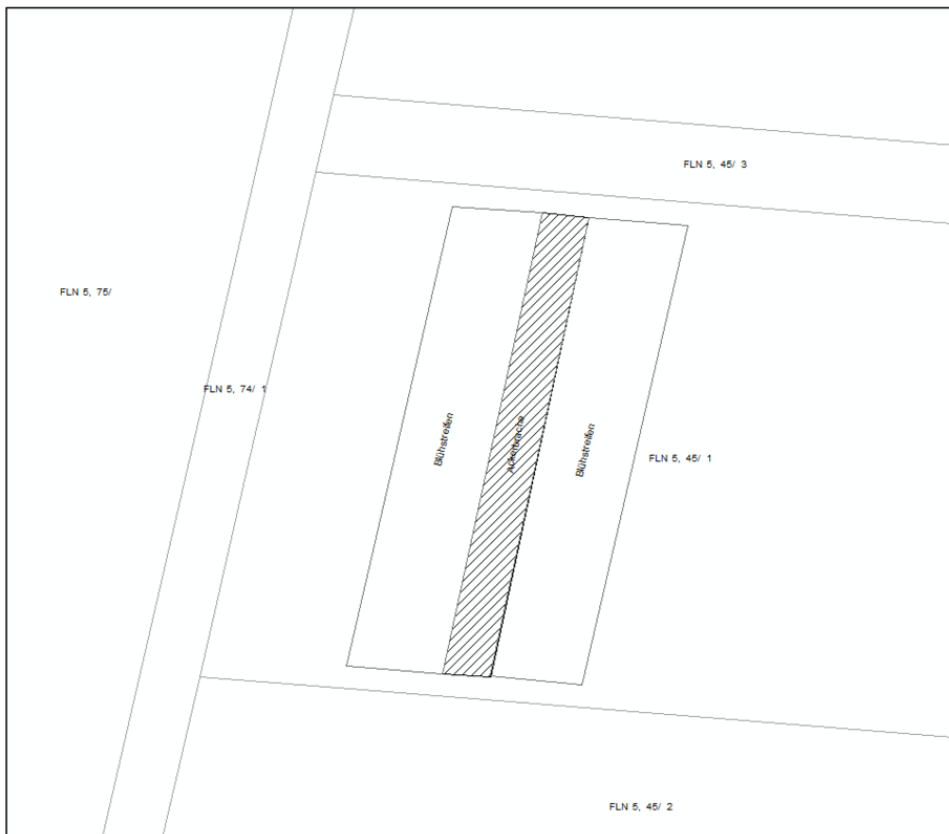 FLN 5, 45/ 3
FLN 5, 75/
FLN 5, 74/ 1
Blühstreifen
Ackerbrache
Blühstreifen
FLN 5, 45/ 1
FLN 5, 45/ 2